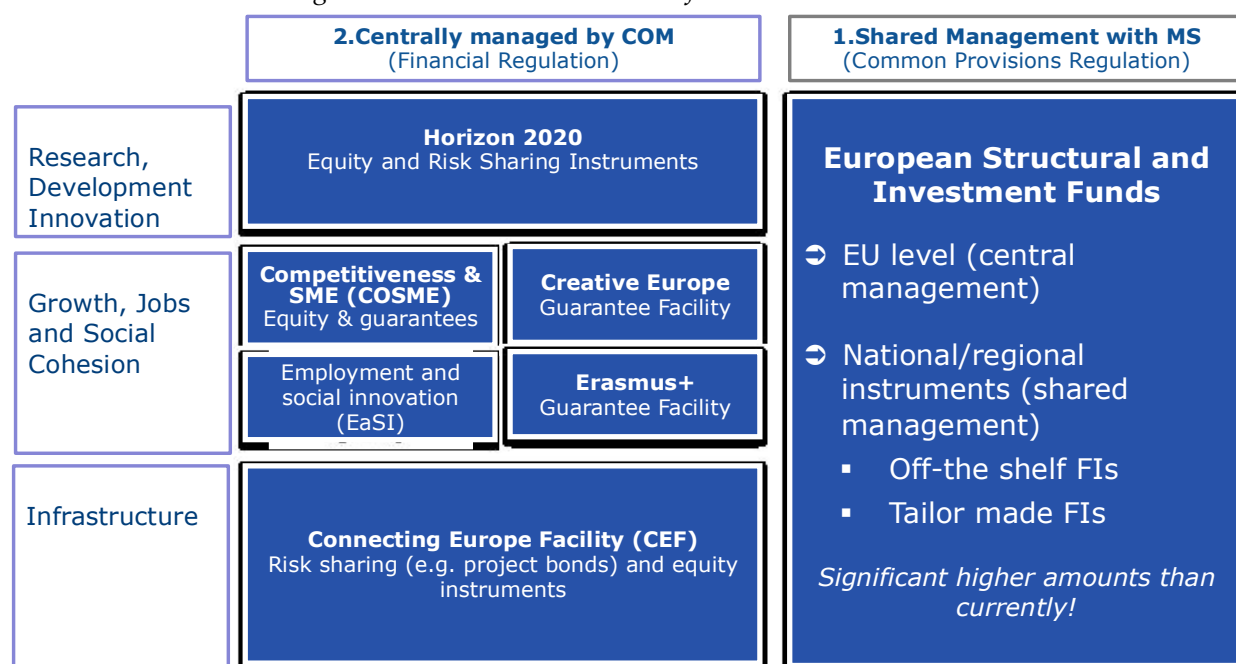 2.Centrally managed by COM
(Financial Regulation)
1.Shared Management with MS
(Common Provisions Regulation)
Research,
Development
Innovation
Horizon 2020
Equity and Risk Sharing Instruments
Growth, Jobs
and Social
Cohesion
Competitiveness &
SME (COSME)
Equity & guarantees
Creative Europe
Guarantee Facility
Employment and
social innovation
(EaSI)
Erasmus+
Guarantee Facility
Infrastructure
Connecting Europe Facility (CEF)
Risk sharing (e.g. project bonds) and equity
instruments
European Structural and
Investment Funds
➲ EU level (central
management)
➲ National/regional
instruments (shared
management)
▪ Off-the shelf FIs
▪ Tailor made FIs
Significant higher amounts than
currently!